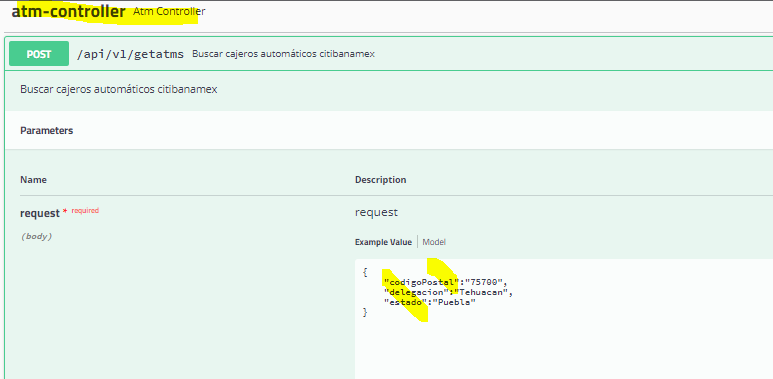 atm-controller Atm Controller
POST /api/vl/getatms Buscar cajeros automáticos citibanamex
Buscar cajeros automáticos citibanamex
Parameters
Name Description
request * required request
(body)
Example Value Model
{
"codigoPostal":"75700",
"delegacion":"Tehuacan",
"estado":"Puebla"
}